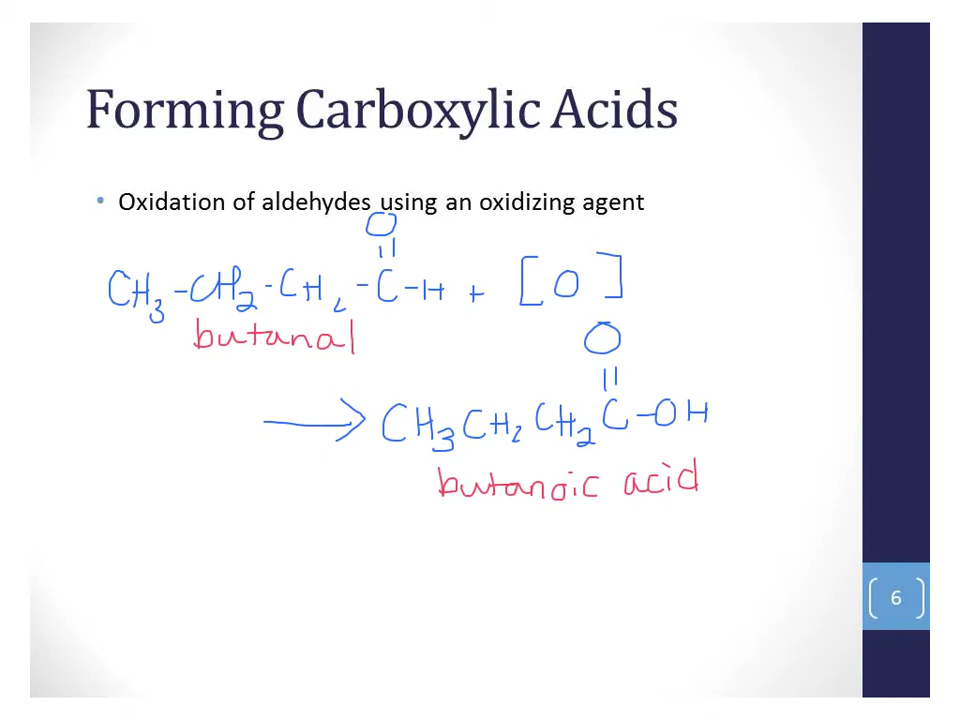 Forming Carboxylic Acids
• Oxidation of aldehydes using an oxidizing agent
O
||
CH3-CH2-CH2-C-H + [O]
butanal
O
||
→ CH3CH2CH2C-OH
butanoic acid
[6]